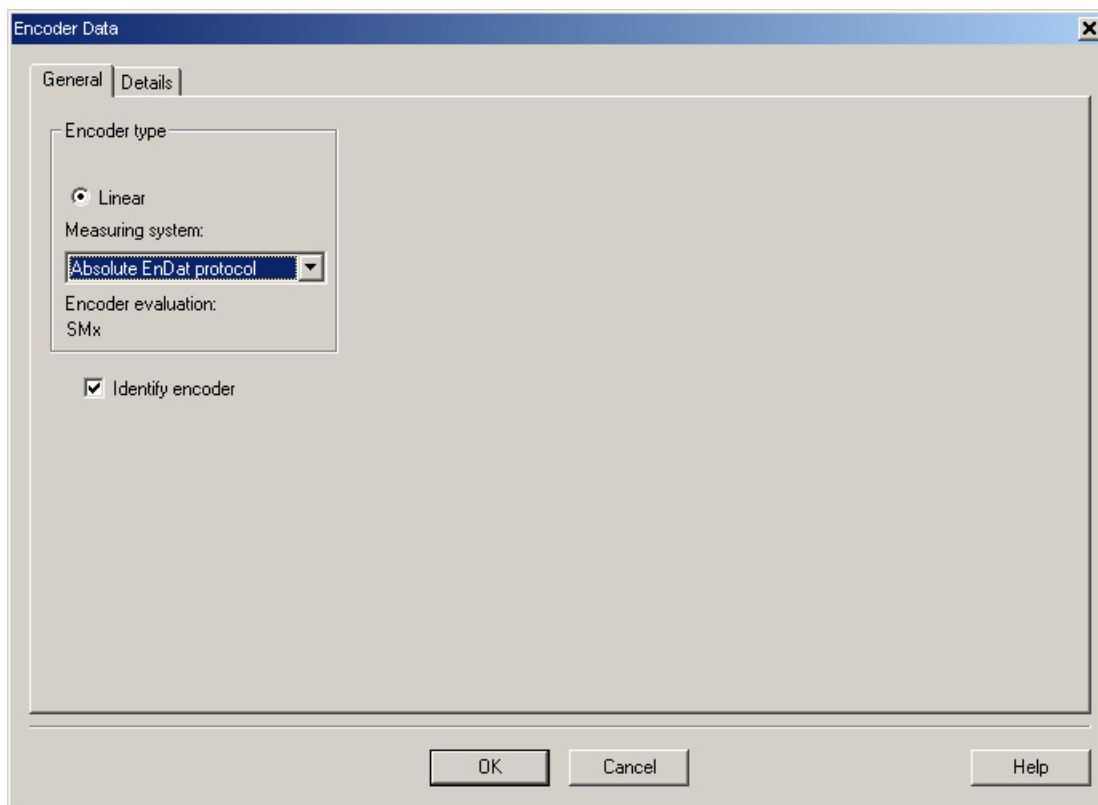 Encoder Data
General
Details
Encoder type
Linear
Measuring system:
Absolute EnDat protocol
Encoder evaluation:
SMx
Identify encoder
OK
Cancel
Help